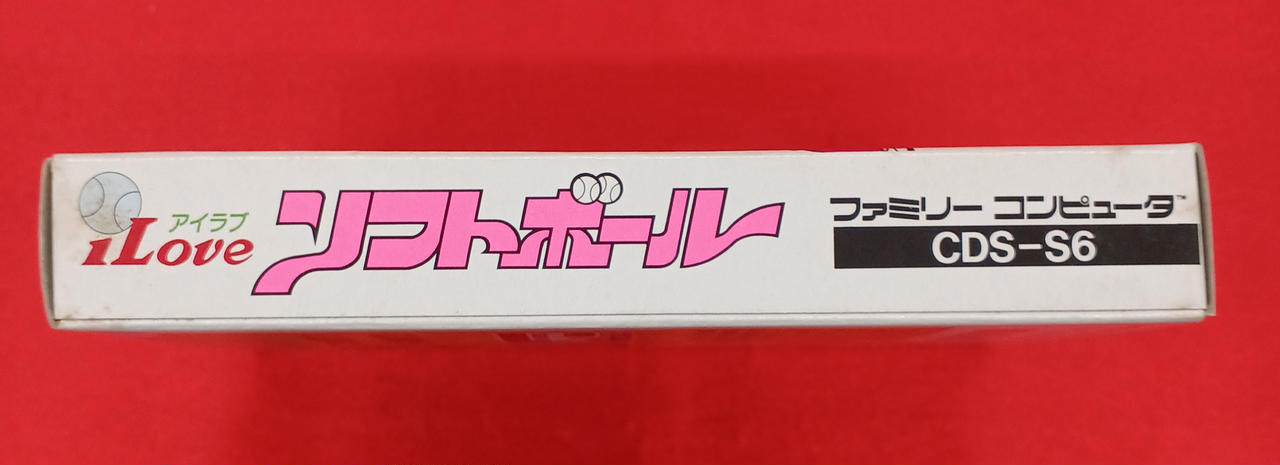 アイラブ
iLove
ソフトボール
ファミリー コンピュータ™
CDS-S6